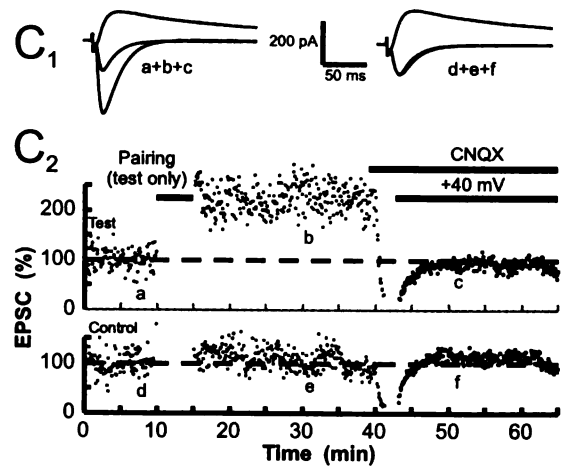 C1
a+b+c
200 pA
50 ms
d+e+f
C2
Pairing
(test only)
CNQX
+40 mV
200
Test
100
b
a
c
0
EPSC (%)
Control
100
d
e
f
0
0 10 20 30 40 50 60
Time (min)